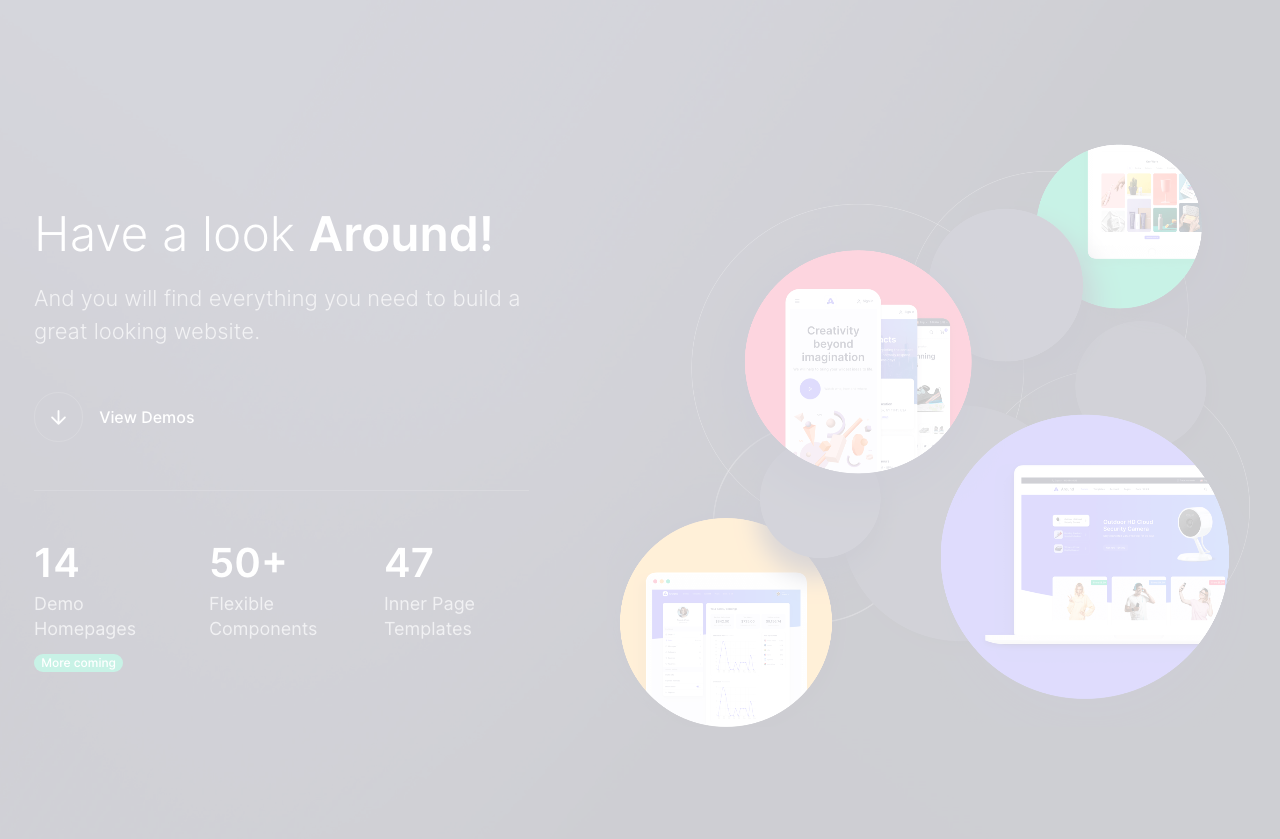 Have a look Around!
And you will find everything you need to build a
great looking website.
View Demos
14
Demo
Homepages
More coming
50+
Flexible
Components
47
Inner Page
Templates
Creativity
beyond
imagination